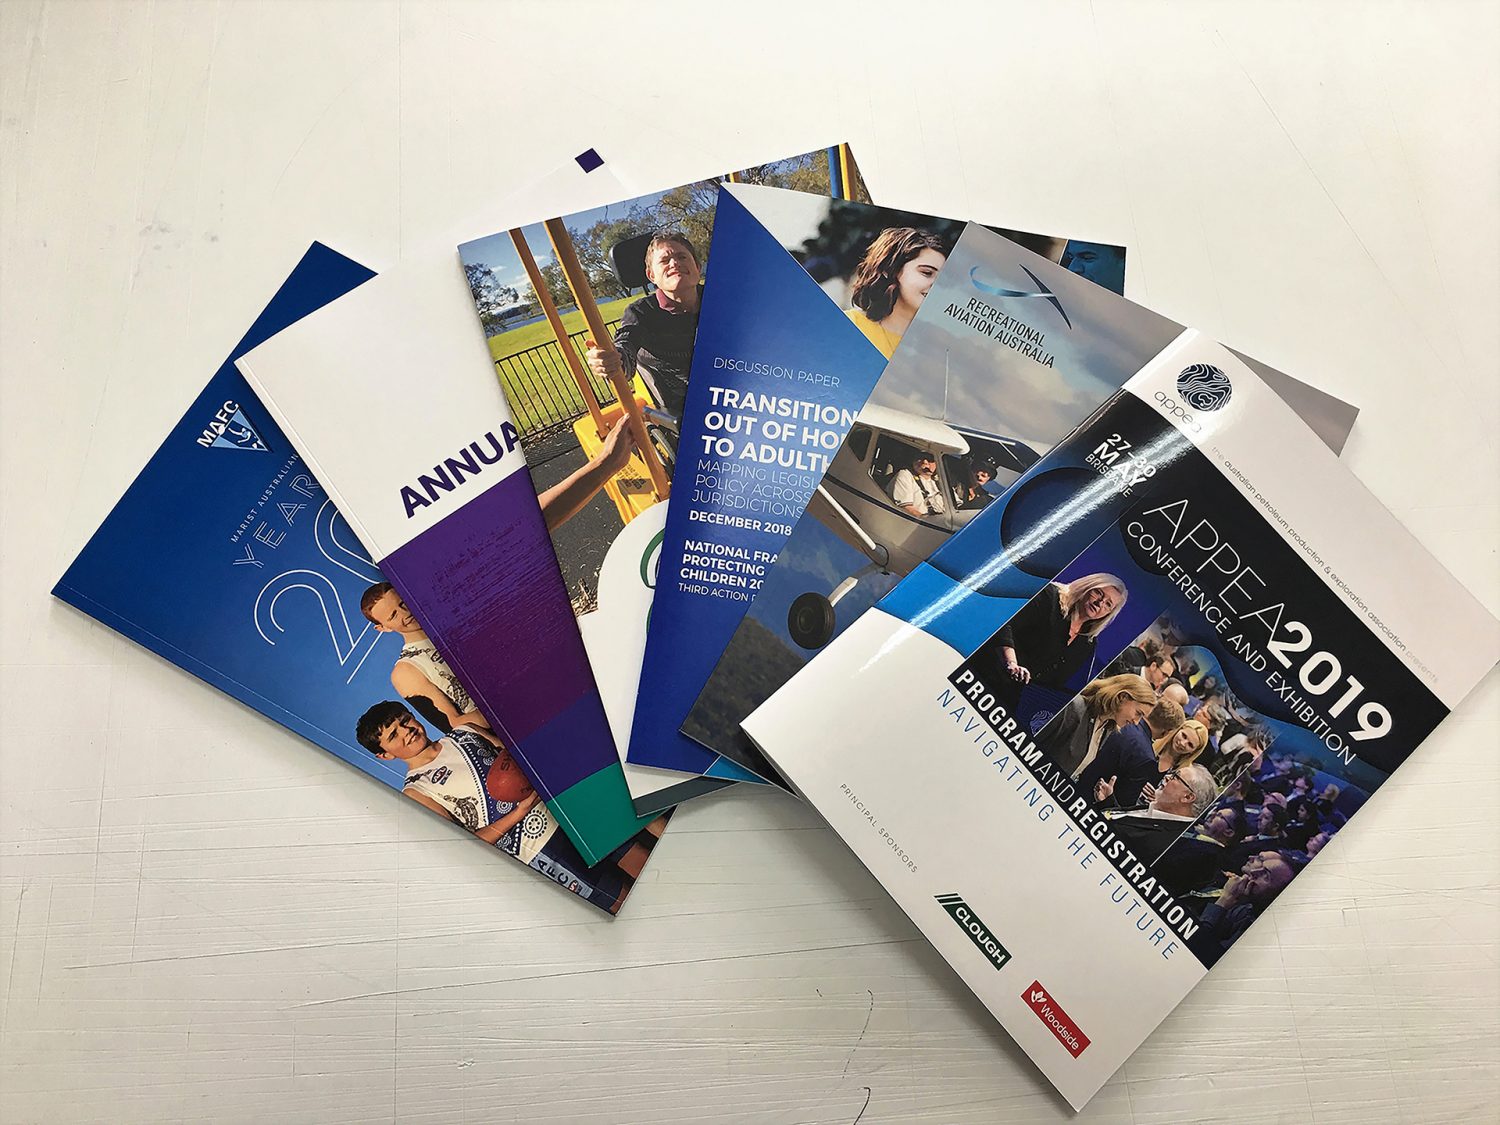 MAFC
MARIST AUSTRALIAN
YEAR
20
ANNUA
DISCUSSION PAPER
TRANSITION
OUT OF HO
TO ADULTH
MAPPING LEGISL
POLICY ACROSS
JURISDICTIONS
DECEMBER 2018
NATIONAL FRA
PROTECTING
CHILDREN 20
THIRD ACTION
RECREATIONAL
AVIATION AUSTRALIA
appea
the australian petroleum production & exploration association presents
27-30
MAY
BRISBANE
APPEA2019
CONFERENCE AND EXHIBITION
PROGRAMANDREGISTRATION
NAVIGATING THE FUTURE
PRINCIPAL SPONSORS
CLOUGH
Woodside